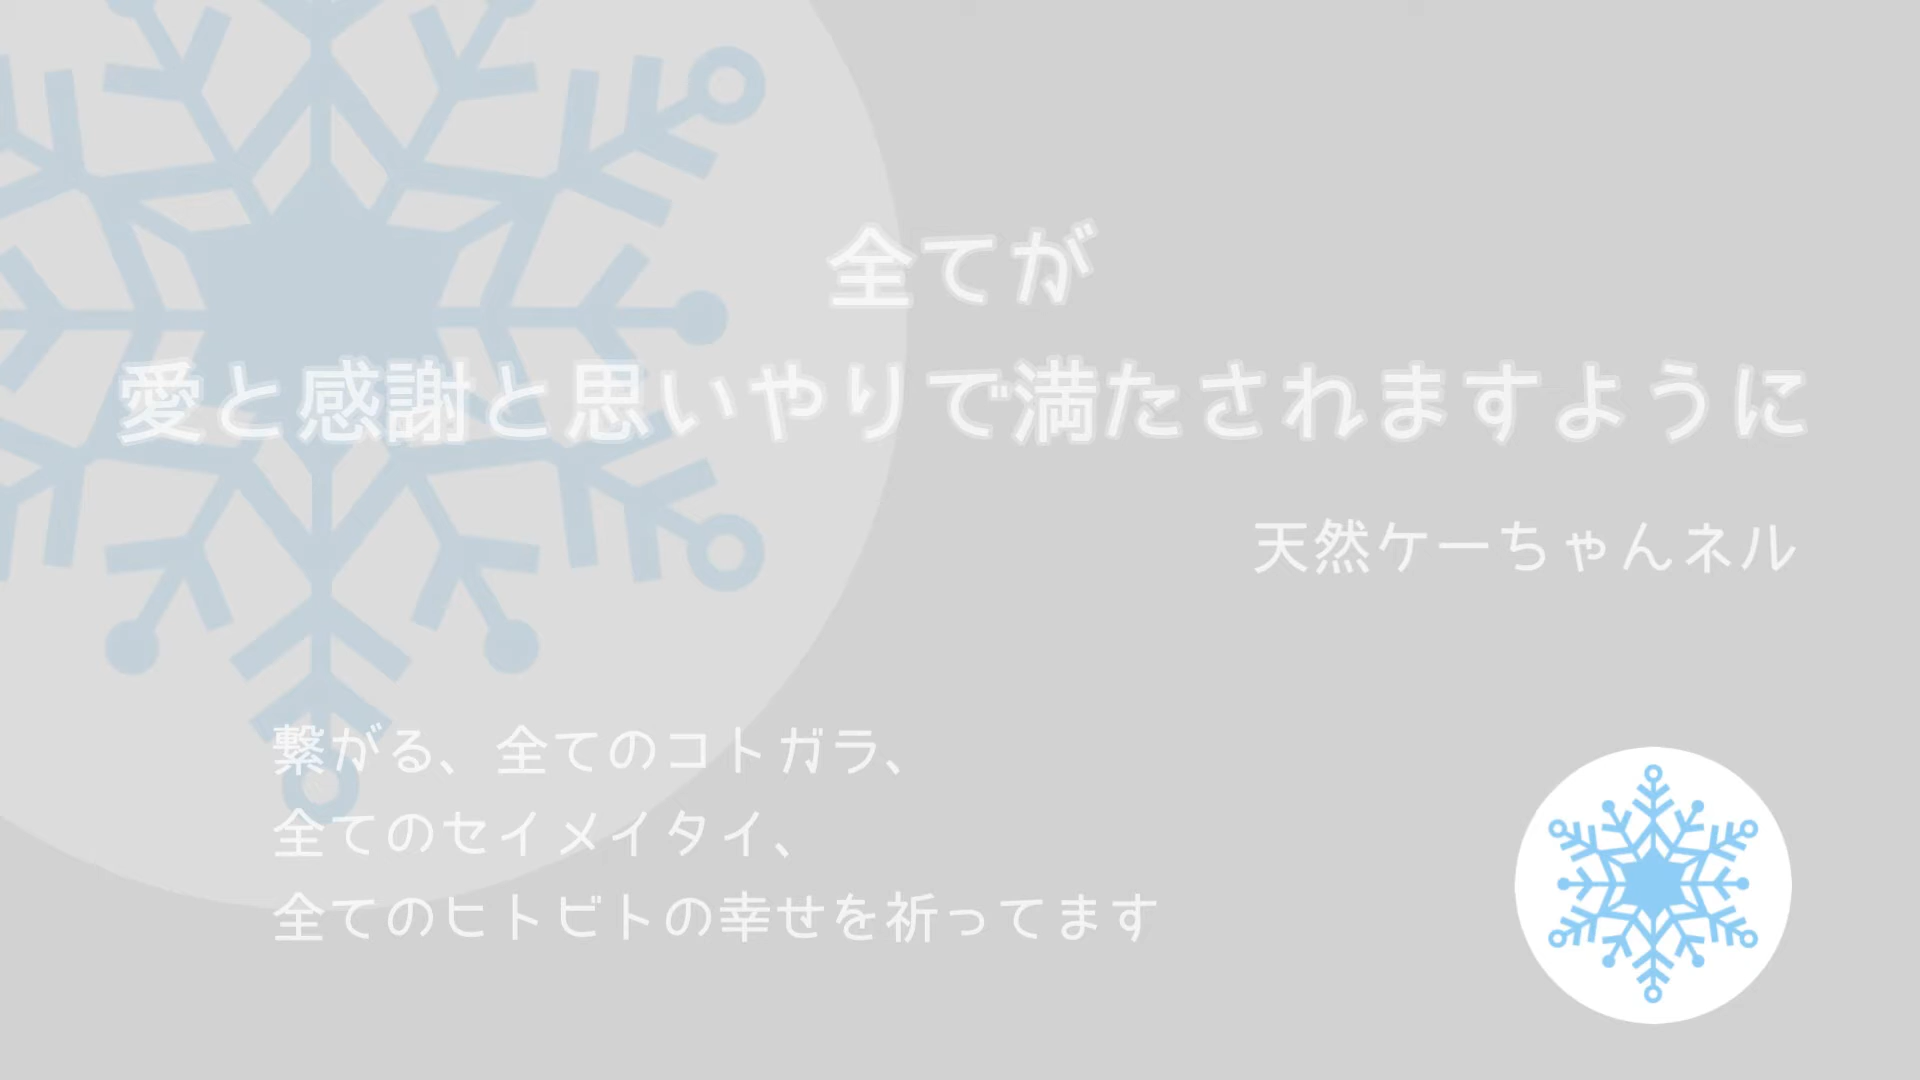 全てが
愛と感謝と思いやりで満たされますように
天然ケーちゃんネル
繋がる、全てのコトガラ、
全てのセイメイタイ、
全てのヒトビトの幸せを祈ってます